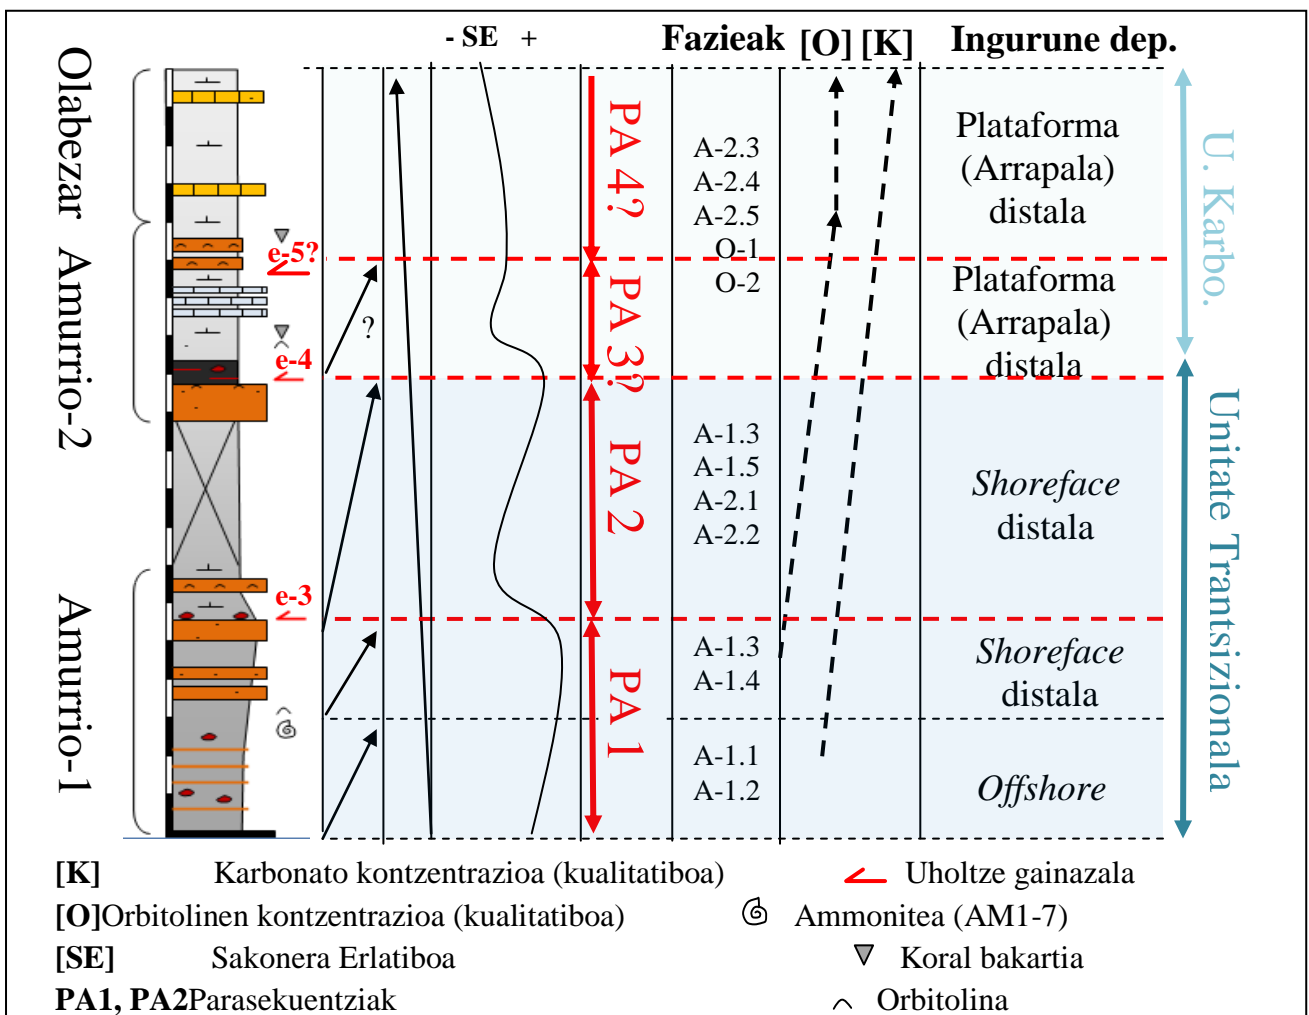 - SE +
Fazieak
[O]
[K]
Ingurune dep.
Olabezar
Amurrio-2
Amurrio-1
e-5?
e-4
e-3
?
PA 4?
PA 3?
PA 2
PA 1
A-2.3
A-2.4
A-2.5
O-1
O-2
A-1.3
A-1.5
A-2.1
A-2.2
A-1.3
A-1.4
A-1.1
A-1.2
Plataforma
(Arrapala)
distala
Plataforma
(Arrapala)
distala
Shoreface
distala
Shoreface
distala
Offshore
U. Karbo.
Unitate Trantsizionala
[K] Karbonato kontzentrazioa (kualitatiboa)
Uholtze gainazala
[O]Orbitolinen kontzentrazioa (kualitatiboa)
Ammonitea (AM1-7)
[SE] Sakonera Erlatiboa
Koral bakartia
PA1, PA2Parasekuentziak
Orbitolina